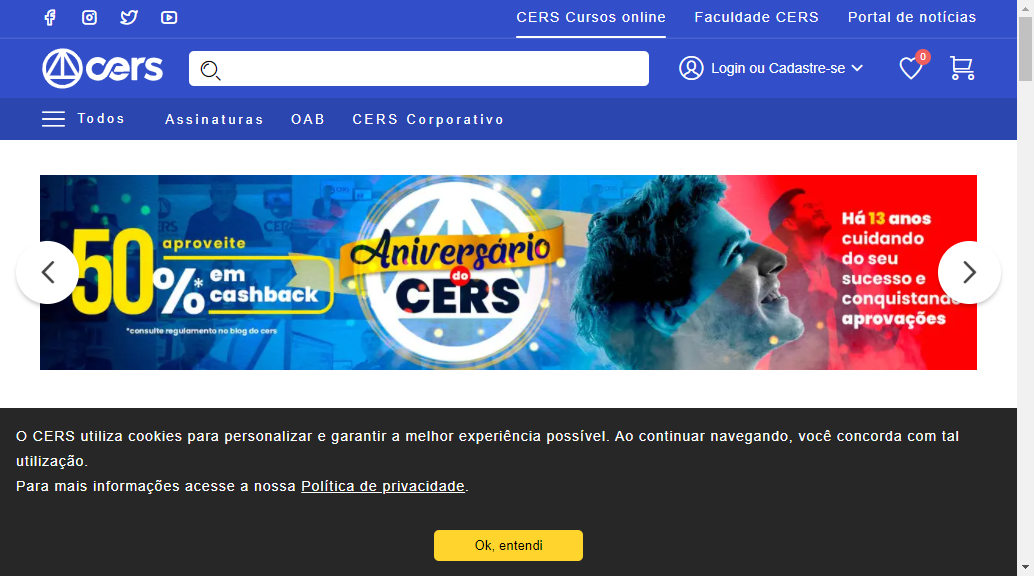 CERS Cursos online
Faculdade CERS
Portal de notícias
cers
Login ou Cadastre-se
0
Todos
Assinaturas
OAB
CERS Corporativo
aproveite
50%* em
cashback
*consulte regulamento no blog do cers
Aniversário
do
CERS
Há 13 anos
cuidando
do seu
sucesso e
conquistando
aprovações
O CERS utiliza cookies para personalizar e garantir a melhor experiência possível. Ao continuar navegando, você concorda com tal
utilização.
Para mais informações acesse a nossa Política de privacidade.
Ok, entendi